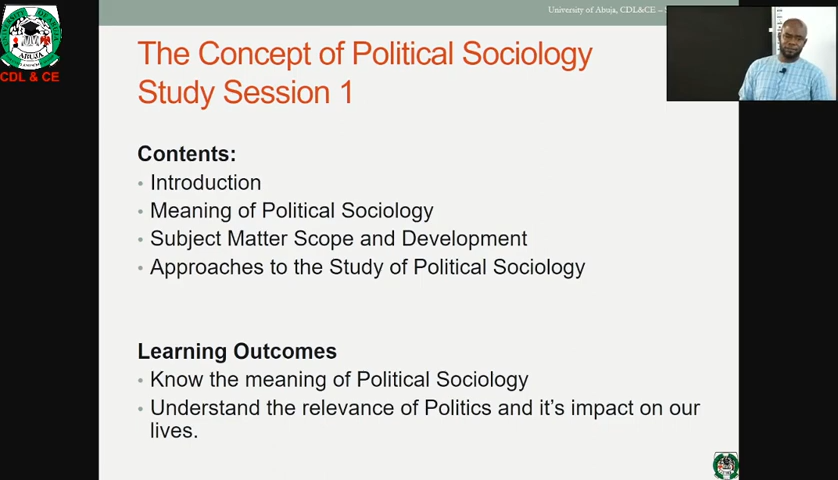 University of Abuja, CDL&CE –
The Concept of Political Sociology
Study Session 1
CDL & CE
Contents:
• Introduction
• Meaning of Political Sociology
• Subject Matter Scope and Development
• Approaches to the Study of Political Sociology
Learning Outcomes
• Know the meaning of Political Sociology
• Understand the relevance of Politics and it's impact on our
lives.